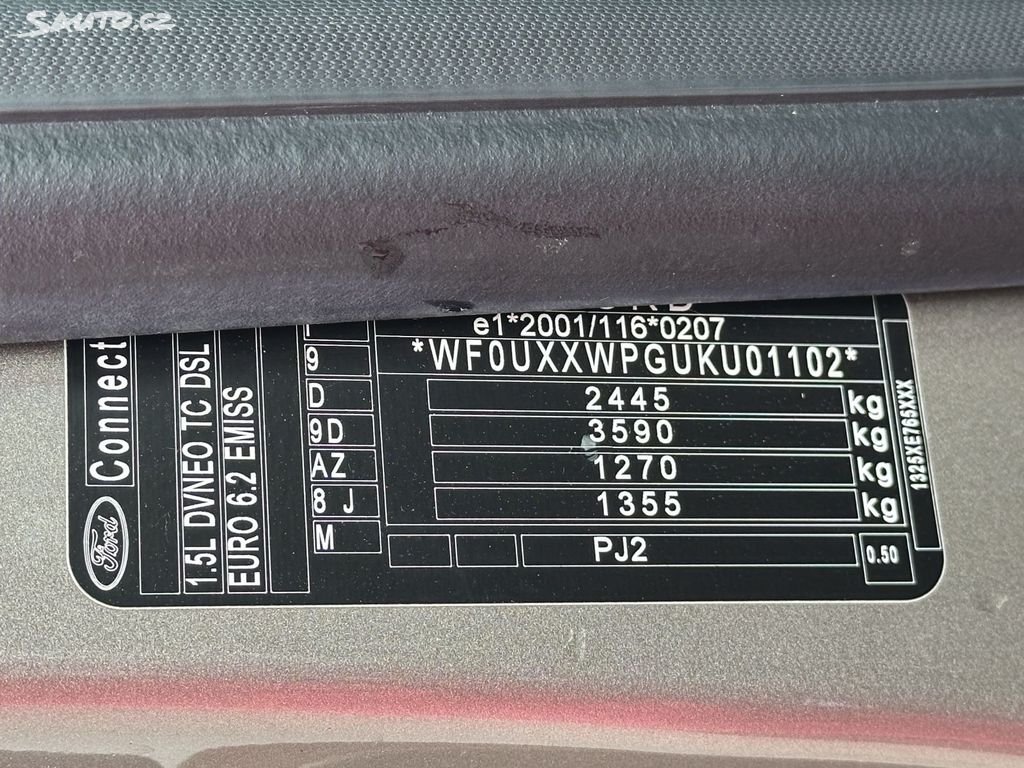 Sauto.cz
e1*2001/116*0207
*WF0UXXWPGUKU01102*
2445 kg
3590 kg
1270 kg
1355 kg
PJ2
0.50
1325XE765XXX
9
D
9D
AZ
8 J
M
EURO 6.2 EMISS
1.5L DVNEO TC DSL
Connect
Ford